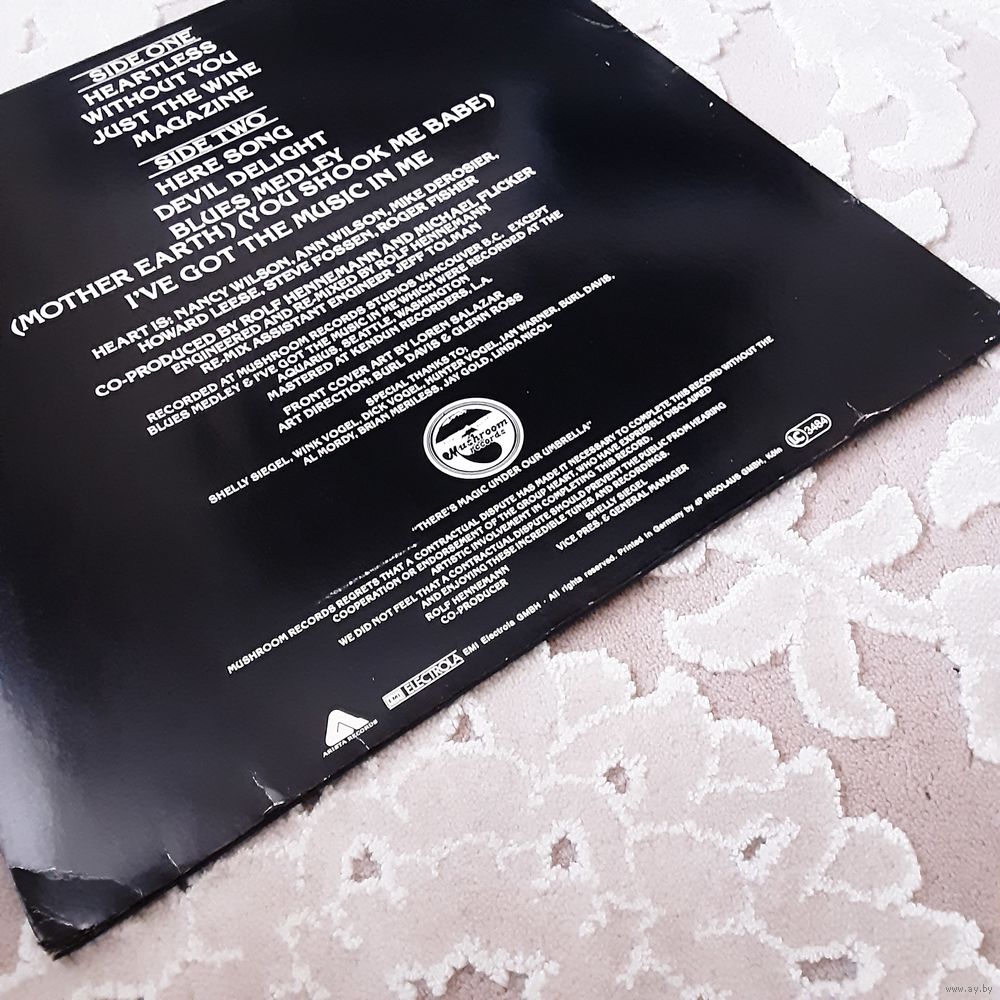 SIDE ONE
HEARTLESS
WITHOUT YOU
JUST THE WINE
MAGAZINE
SIDE TWO
HERE SONG
DEVIL DELIGHT
BLUES MEDLEY
(MOTHER EARTH) (YOU SHOOK ME BABE)
I'VE GOT THE MUSIC IN ME
HEART IS: NANCY WILSON, ANN WILSON, MIKE DEROSIER,
HOWARD LEESE, STEVE FOSSEN, ROGER FISHER
CO-PRODUCED BY ROLF HENNEMANN AND MICHAEL FLICKER
ENGINEERED AND RE-MIXED BY ROLF HENNEMANN
RE-MIX ASSISTANT ENGINEER JEFF TOLMAN
RECORDED AT MUSHROOM RECORDS STUDIOS VANCOUVER B.C. EXCEPT
BLUES MEDLEY & I'VE GOT THE MUSIC IN ME WHICH WERE RECORDED AT THE
AQUARIUS, SEATTLE, WASHINGTON
MASTERED AT KENDUN RECORDERS, L.A.
FRONT COVER ART BY LOREN SALAZAR
ART DIRECTION: BURL DAVIS & GLENN ROSS
SPECIAL THANKS TO:
SHELLY SIEGEL, WINK VOGEL, DICK VOGEL, HUNTER VOGEL, JAN WARNER, BURL DAVIS,
AL MORDY, BRIAN MERILESS, JAY GOLD, LINDA NICOL
Mushroom
RECORDS
"THERE'S MAGIC UNDER OUR UMBRELLA"
MUSHROOM RECORDS REGRETS THAT A CONTRACTUAL DISPUTE HAS MADE IT NECESSARY TO COMPLETE THIS RECORD WITHOUT THE
COOPERATION OR ENDORSEMENT OF THE GROUP HEART, WHO HAVE EXPRESSLY DISCLAIMED
ARTISTIC INVOLVEMENT IN COMPLETING THIS RECORD.
WE DID NOT FEEL THAT A CONTRACTUAL DISPUTE SHOULD PREVENT THE PUBLIC FROM HEARING
AND ENJOYING THESE INCREDIBLE TUNES AND RECORDINGS.
ROLF HENNEMANN
CO-PRODUCER
SHELLY SIEGEL
VICE PRES. & GENERAL MANAGER
LC 3484
ARISTA RECORDS
EMI ELECTROLA
EMI Electrola GMBH · All rights reserved. Printed in Germany by 4P NICOLAUS GMBH, Köln
www.ay.by